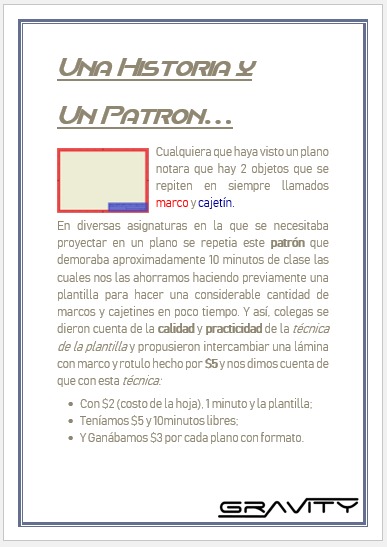 Una Historia y
Un Patron...
Cualquiera que haya visto un plano
notara que hay 2 objetos que se
repiten en siempre llamados
marco y cajetín.
En diversas asignaturas en la que se necesitaba
proyectar en un plano se repetia este patrón que
demoraba aproximadamente 10 minutos de clase las
cuales nos las ahorramos haciendo previamente una
plantilla para hacer una considerable cantidad de
marcos y cajetines en poco tiempo. Y así, colegas se
dieron cuenta de la calidad y practicidad de la técnica
de la plantilla y propusieron intercambiar una lámina
con marco y rotulo hecho por $5 y nos dimos cuenta de
que con esta técnica:
• Con $2 (costo de la hoja), 1 minuto y la plantilla;
• Teníamos $5 y 10minutos libres;
• Y Ganábamos $3 por cada plano con formato.
GRAVITY